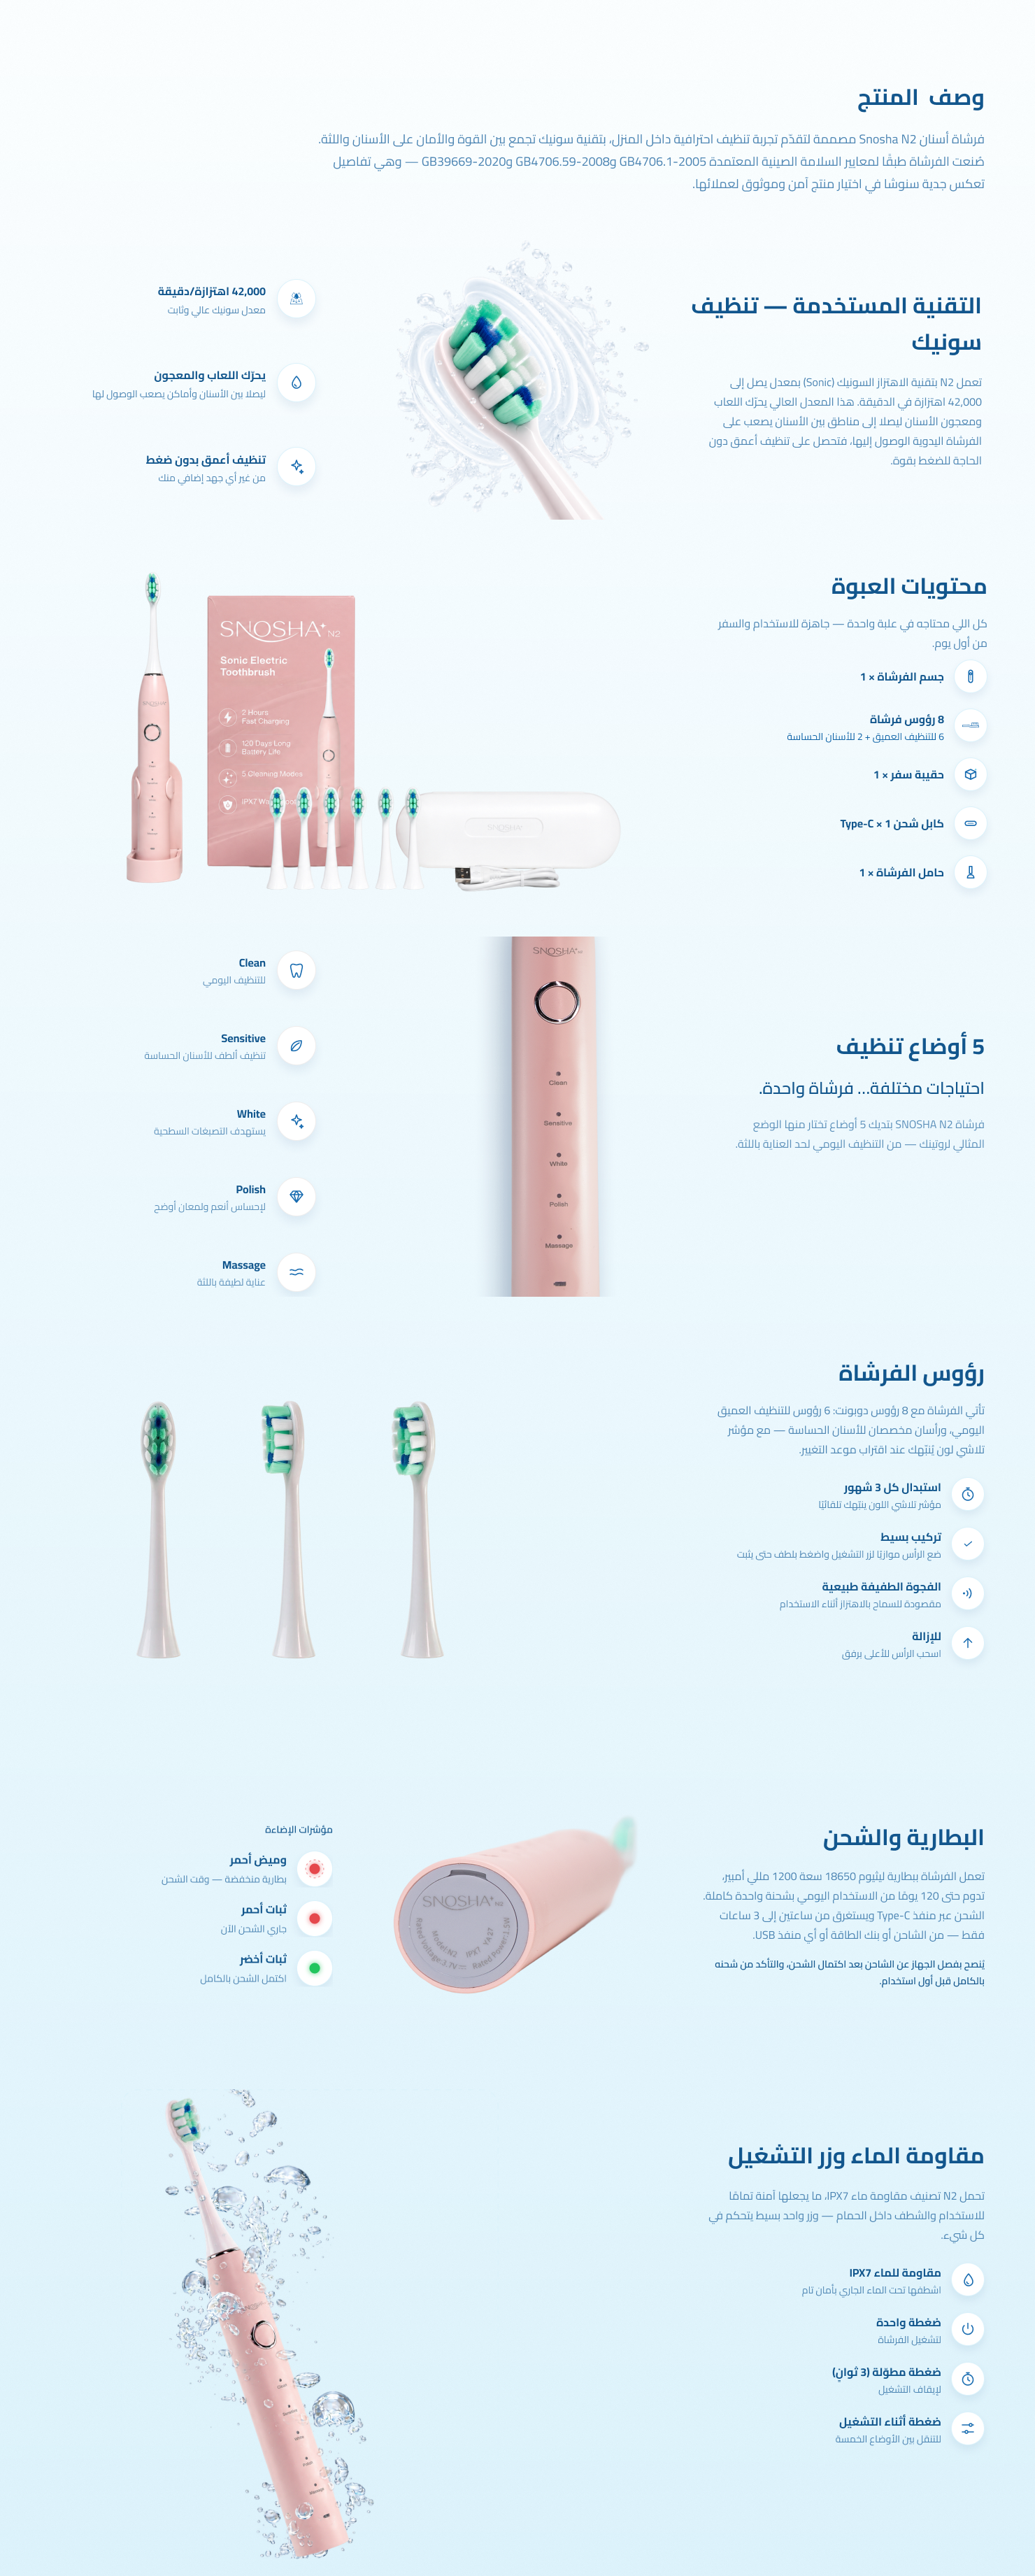 وصف المنتج
فرشاة أسنان Snosha N2 مصممة لتقدّم تجربة تنظيف احترافية داخل المنزل، بتقنية سونيك تجمع بين القوة والأمان على الأسنان واللثة.
صُنعت الفرشاة طبقًا لمعايير السلامة الصينية المعتمدة GB4706.1-2005 وGB4706.59-2008 وGB39669-2020 — وهي تفاصيل
تعكس جدية سنوشا في اختيار منتج آمن وموثوق لعملائها.
التقنية المستخدمة — تنظيف
سونيك
تعمل N2 بتقنية الاهتزاز السونيك (Sonic) بمعدل يصل إلى
42,000 اهتزازة في الدقيقة. هذا المعدل العالي يحرّك اللعاب
ومعجون الأسنان ليصلا إلى مناطق بين الأسنان يصعب على
الفرشاة اليدوية الوصول إليها، فتحصل على تنظيف أعمق دون
الحاجة للضغط بقوة.
42,000 اهتزازة/دقيقة
معدل سونيك عالي وثابت
يحرّك اللعاب والمعجون
ليصلا بين الأسنان وأماكن يصعب الوصول لها
تنظيف أعمق بدون ضغط
من غير أي جهد إضافي منك
محتويات العبوة
كل اللي محتاجه في علبة واحدة — جاهزة للاستخدام والسفر
من أول يوم.
جسم الفرشاة × 1
8 رؤوس فرشاة
6 للتنظيف العميق + 2 للأسنان الحساسة
حقيبة سفر × 1
كابل شحن Type-C × 1
حامل الفرشاة × 1
SNOSHA N2
Sonic Electric
Toothbrush
2 Hours
Fast Charging
120 Days Long
Battery Life
5 Cleaning Modes
IPX7
SNOSHA
SNOSHA
5 أوضاع تنظيف
احتياجات مختلفة... فرشاة واحدة.
فرشاة SNOSHA N2 بتديك 5 أوضاع تختار منها الوضع
المثالي لروتينك — من التنظيف اليومي لحد العناية باللثة.
SNOSHA
Clean
Sensitive
White
Polish
Massage
Clean
للتنظيف اليومي
Sensitive
تنظيف ألطف للأسنان الحساسة
White
يستهدف التصبغات السطحية
Polish
لإحساس أنعم ولمعان أوضح
Massage
عناية لطيفة باللثة
رؤوس الفرشاة
تأتي الفرشاة مع 8 رؤوس دوبونت: 6 رؤوس للتنظيف العميق
اليومي، ورأسان مخصصان للأسنان الحساسة — مع مؤشر
تلاشي لون يُنبّهك عند اقتراب موعد التغيير.
استبدال كل 3 شهور
مؤشر تلاشي اللون ينبّهك تلقائيًا
تركيب بسيط
ضع الرأس موازيًا لزر التشغيل واضغط بلطف حتى يثبت
الفجوة الطفيفة طبيعية
مقصودة للسماح بالاهتزاز أثناء الاستخدام
للإزالة
اسحب الرأس للأعلى برفق
البطارية والشحن
تعمل الفرشاة ببطارية ليثيوم 18650 سعة 1200 مللي أمبير،
تدوم حتى 120 يومًا من الاستخدام اليومي بشحنة واحدة كاملة.
الشحن عبر منفذ Type-C ويستغرق من ساعتين إلى 3 ساعات
فقط — من الشاحن أو بنك الطاقة أو أي منفذ USB.
يُنصح بفصل الجهاز عن الشاحن بعد اكتمال الشحن، والتأكد من شحنه
بالكامل قبل أول استخدام.
SNOSHA N2
Model:N2 IPX7
Rated Voltage:3.7V Rated Power:1.5W
مؤشرات الإضاءة
وميض أحمر
بطارية منخفضة — وقت الشحن
ثبات أحمر
جاري الشحن الآن
ثبات أخضر
اكتمل الشحن بالكامل
مقاومة الماء وزر التشغيل
تحمل N2 تصنيف مقاومة ماء IPX7، ما يجعلها آمنة تمامًا
للاستخدام والشطف داخل الحمام — وزر واحد بسيط يتحكم في
كل شيء.
مقاومة للماء IPX7
اشطفها تحت الماء الجاري بأمان تام
ضغطة واحدة
لتشغيل الفرشاة
ضغطة مطوّلة (3 ثوانٍ)
لإيقاف التشغيل
ضغطة أثناء التشغيل
للتنقل بين الأوضاع الخمسة